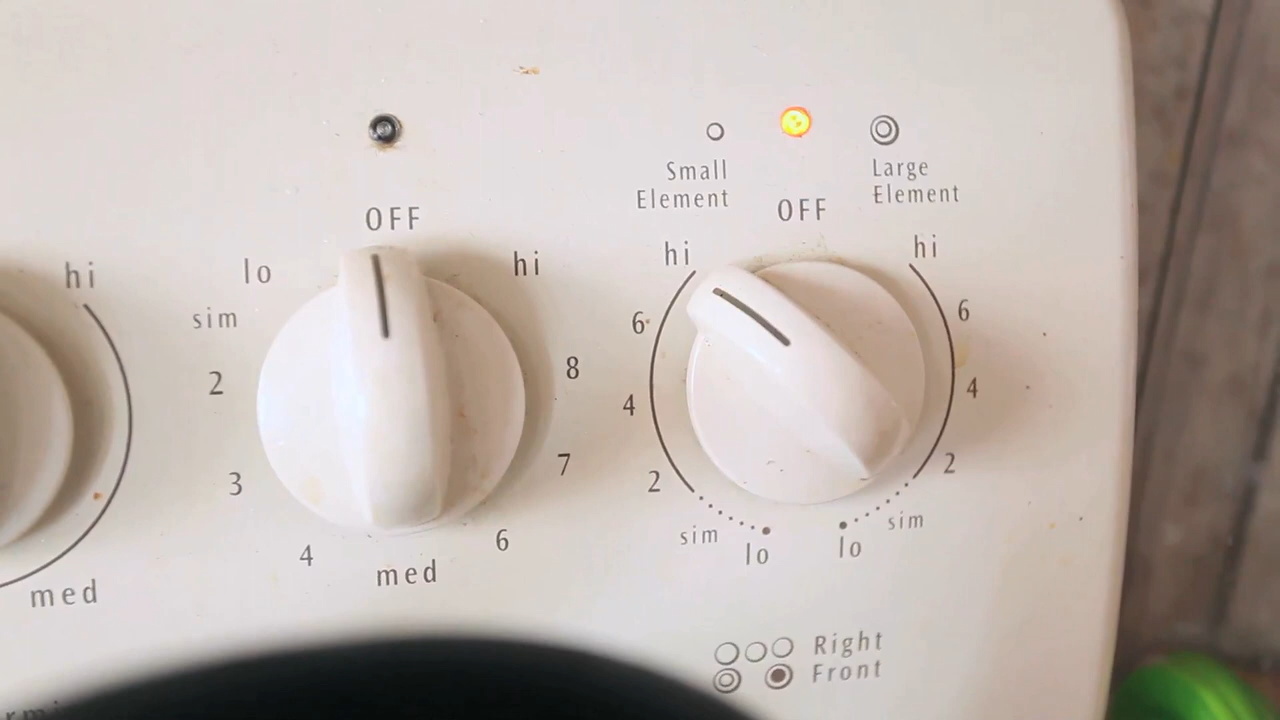 Small
Element
Large
Element
OFF
OFF
hi
lo
hi
hi
hi
sim
6
6
2
8
4
4
3
7
2
2
4
med
6
sim
lo
lo
sim
med
Right
Front